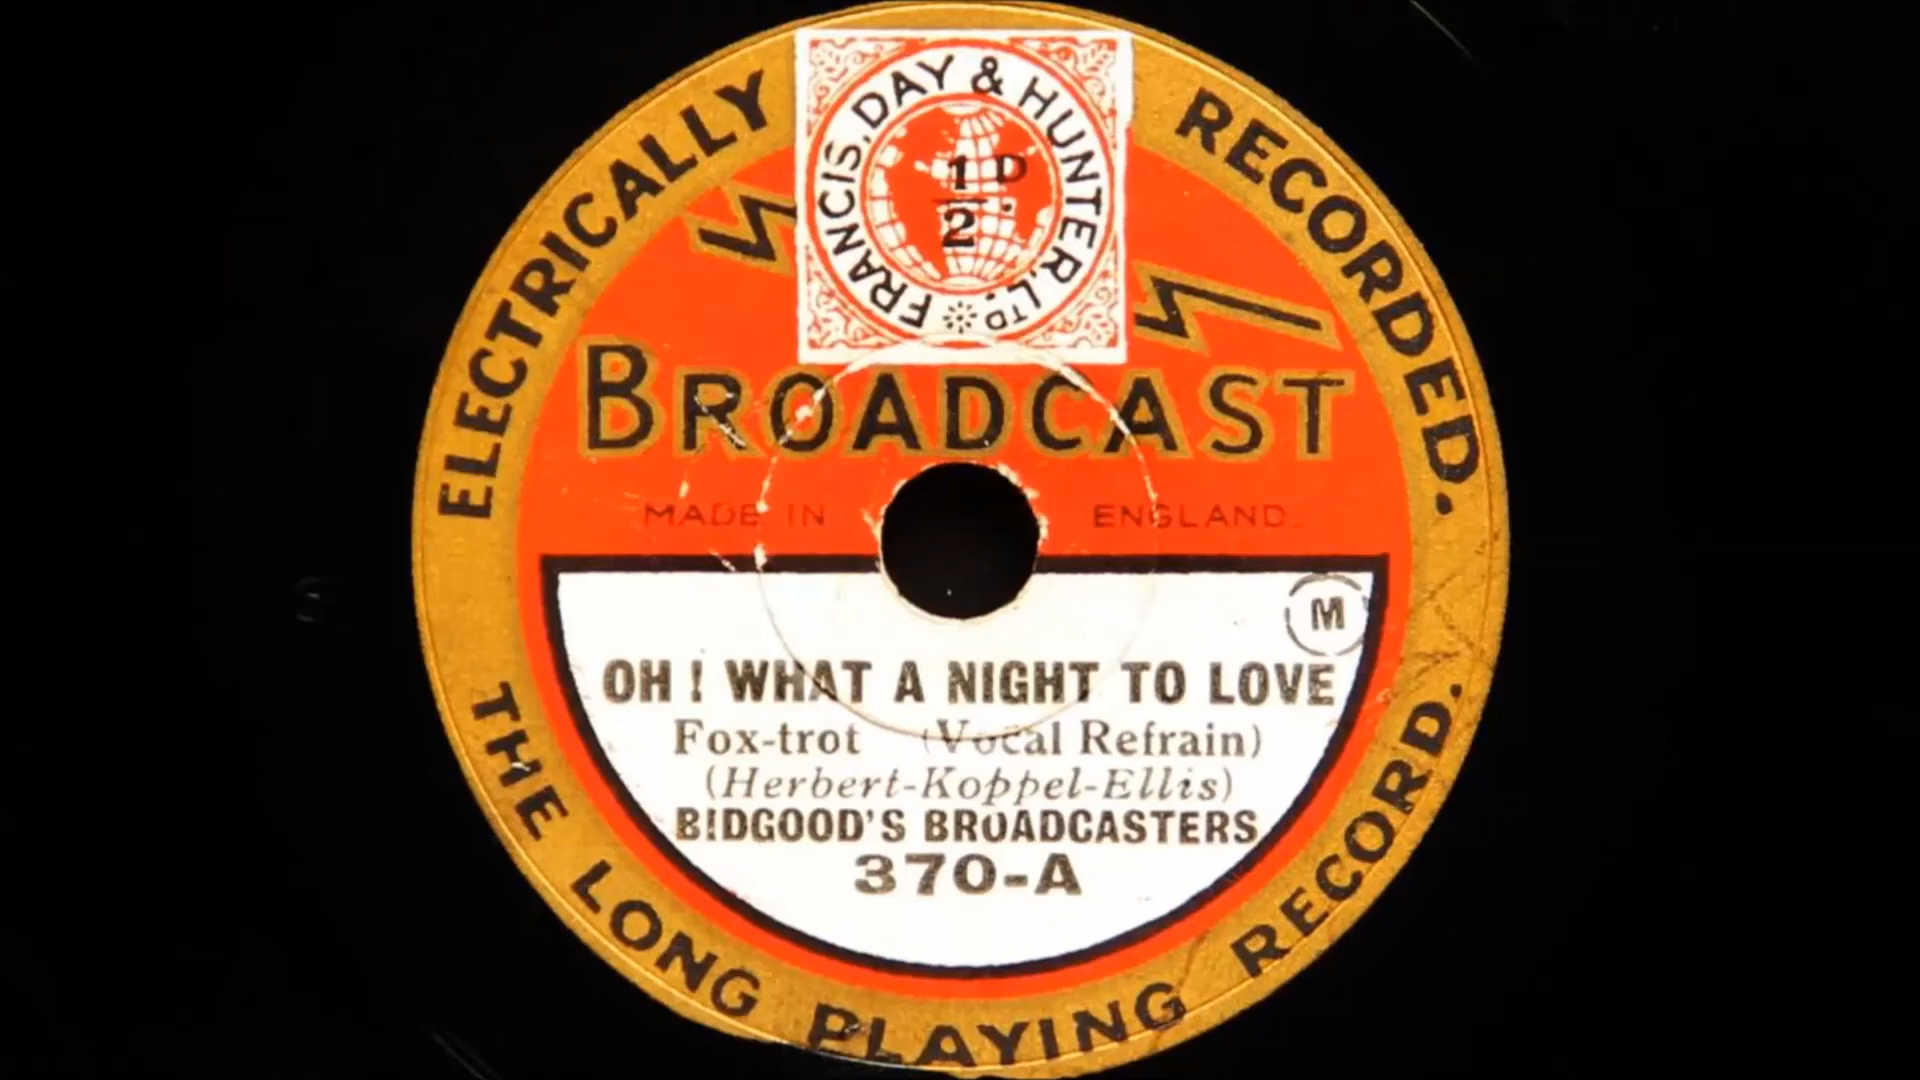 ELECTRICALLY RECORDED.
FRANCIS, DAY & HUNTER, LTD.
1/2 D.
BROADCAST
MADE IN ENGLAND.
M
OH! WHAT A NIGHT TO LOVE
Fox-trot (Vocal Refrain)
(Herbert-Koppel-Ellis)
BIDGOOD'S BROADCASTERS
370-A
THE LONG PLAYING RECORD.